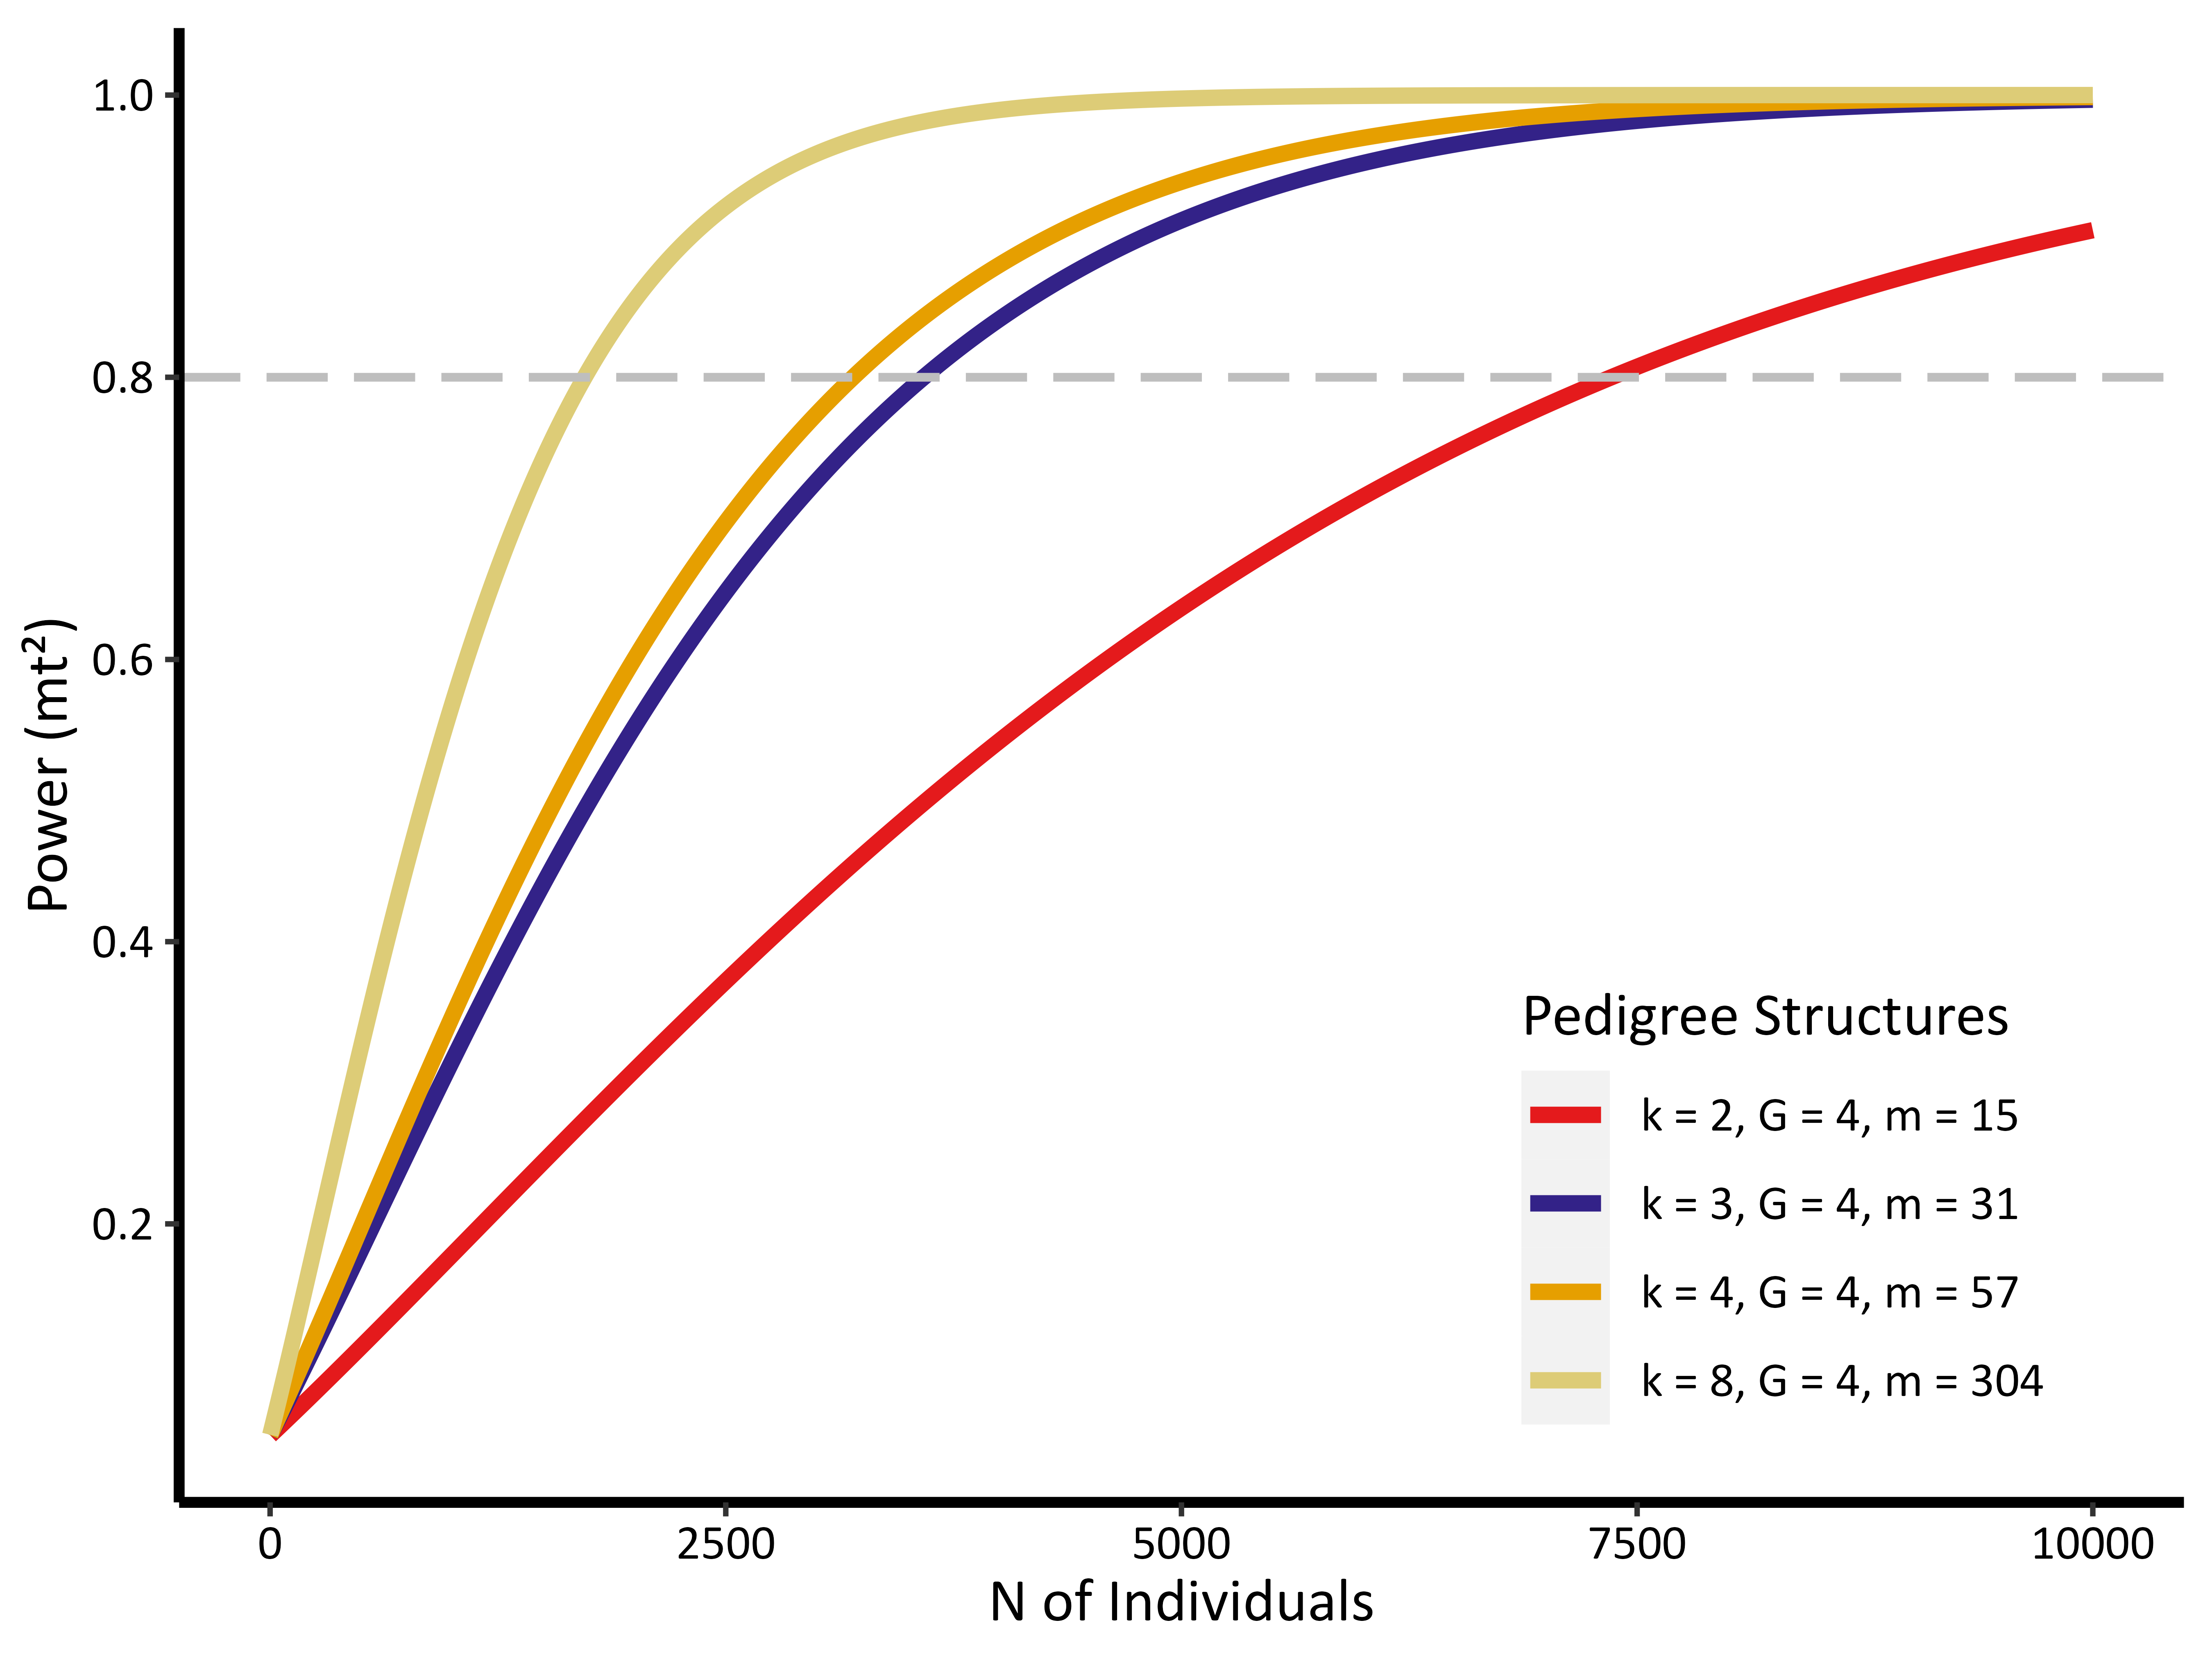 1.0
0.8
0.6
0.4
0.2
Power (mt²)
Pedigree Structures
k = 2, G = 4, m = 15
k = 3, G = 4, m = 31
k = 4, G = 4, m = 57
k = 8, G = 4, m = 304
0 2500 5000 7500 10000
N of Individuals